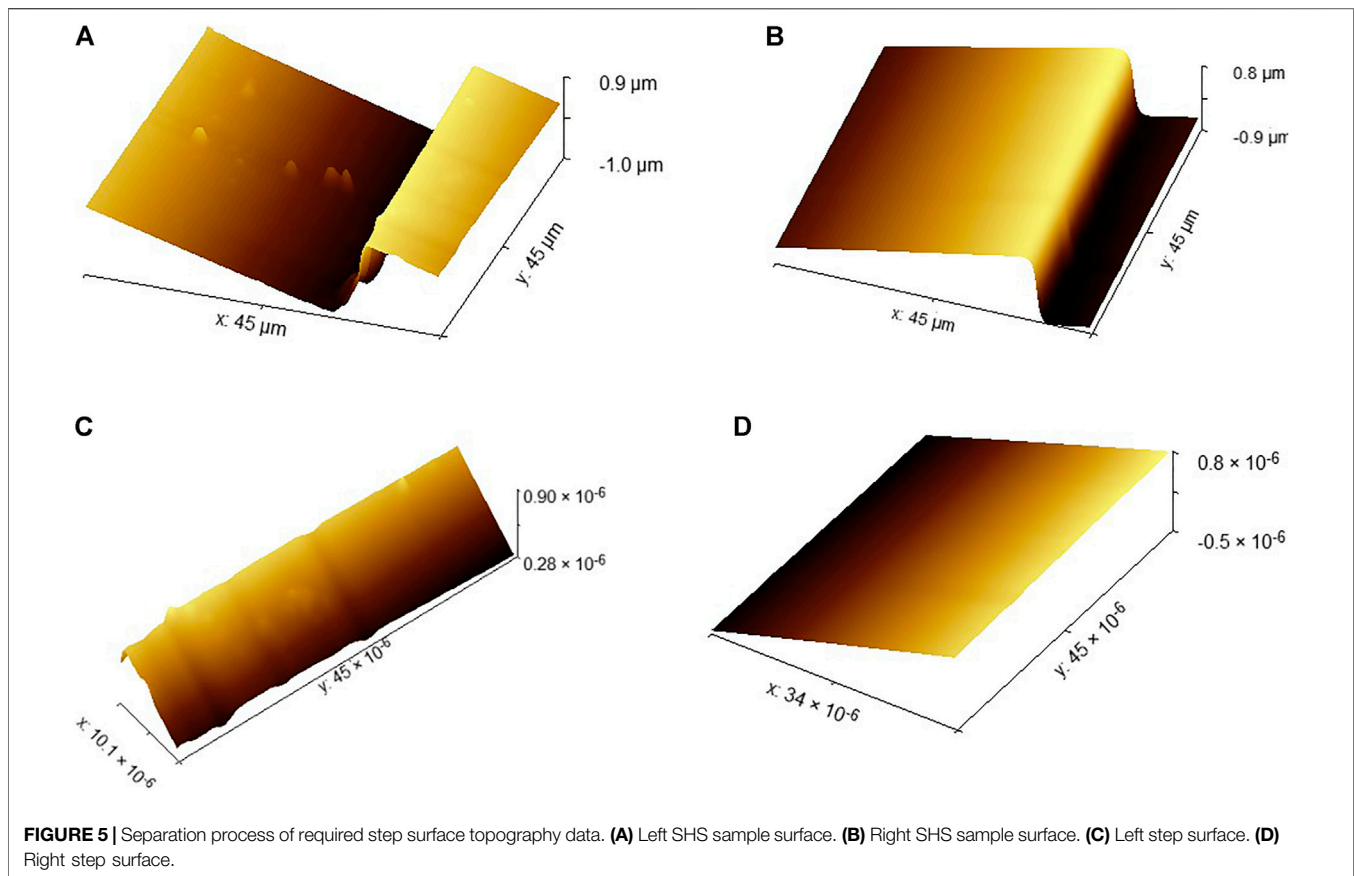 A
0.9 µm
-1.0 µm
y: 45 µm
x: 45 µm
B
0.8 µm
-0.9 µm
y: 45 µm
x: 45 µm
C
0.90 × 10-6
0.28 × 10-6
y: 45 × 10-6
x: 10.1 × 10-6
D
0.8 × 10-6
-0.5 × 10-6
y: 45 × 10-6
x: 34 × 10-6
FIGURE 5 | Separation process of required step surface topography data. (A) Left SHS sample surface. (B) Right SHS sample surface. (C) Left step surface. (D)
Right step surface.